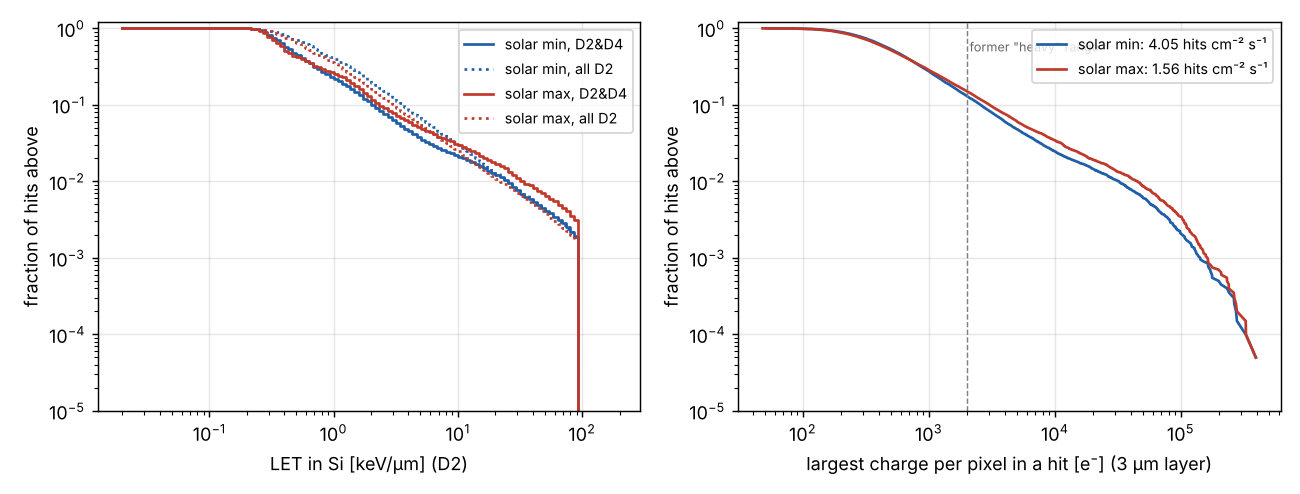 10⁰
10⁻¹
10⁻²
10⁻³
10⁻⁴
10⁻⁵
fraction of hits above
solar min, D2&D4
solar min, all D2
solar max, D2&D4
solar max, all D2
10⁻¹
10⁰
10¹
10²
LET in Si [keV/µm] (D2)
10⁰
10⁻¹
10⁻²
10⁻³
10⁻⁴
10⁻⁵
fraction of hits above
former "heavy"
solar min: 4.05 hits cm⁻² s⁻¹
solar max: 1.56 hits cm⁻² s⁻¹
10²
10³
10⁴
10⁵
largest charge per pixel in a hit [e⁻] (3 µm layer)